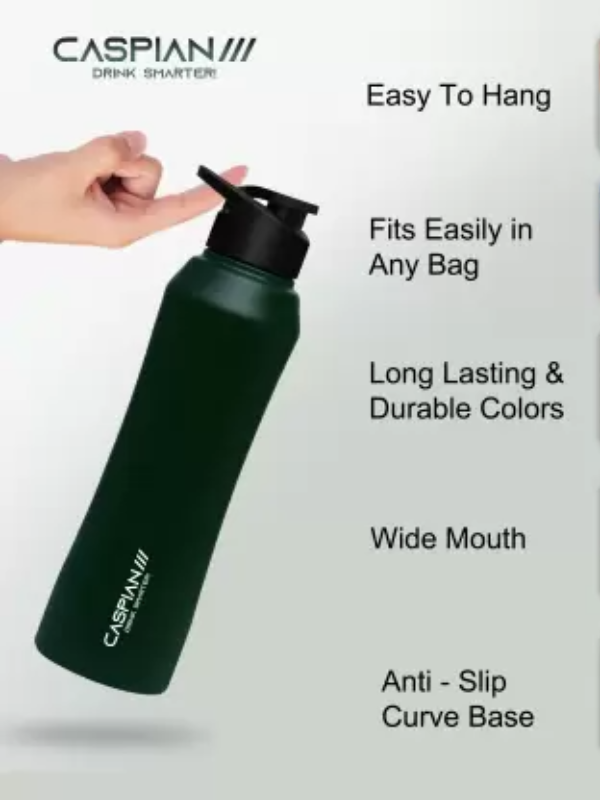 CASPIAN///
DRINK SMARTER!
Easy To Hang
Fits Easily in
Any Bag
Long Lasting &
Durable Colors
Wide Mouth
Anti - Slip
Curve Base
CASPIAN///
DRINK SMARTER!